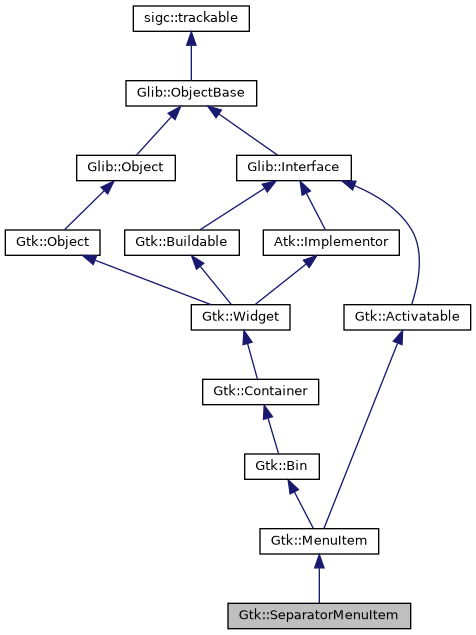 sigc::trackable
Glib::ObjectBase
Glib::Object
Glib::Interface
Gtk::Object
Gtk::Buildable
Atk::Implementor
Gtk::Widget
Gtk::Activatable
Gtk::Container
Gtk::Bin
Gtk::MenuItem
Gtk::SeparatorMenuItem